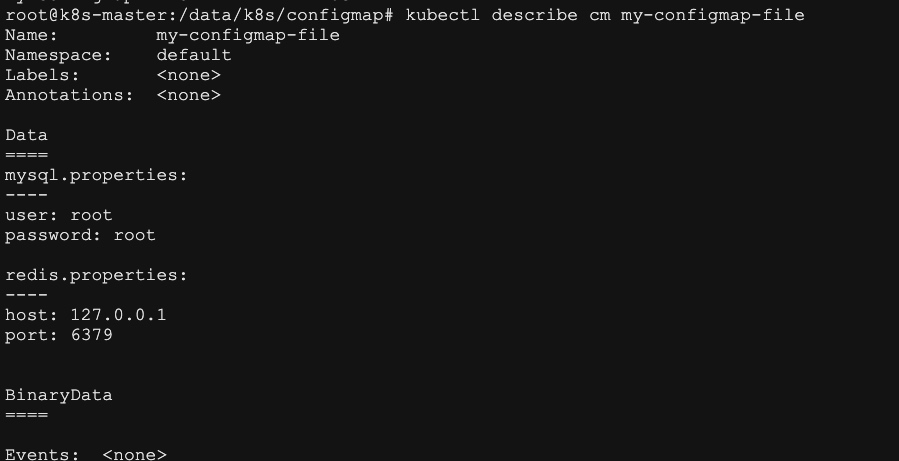 root@k8s-master:/data/k8s/configmap# kubectl describe cm my-configmap-file
Name:         my-configmap-file
Namespace:    default
Labels:       <none>
Annotations:  <none>

Data
====
mysql.properties:
----
user: root
password: root

redis.properties:
----
host: 127.0.0.1
port: 6379


BinaryData
====

Events:  <none>